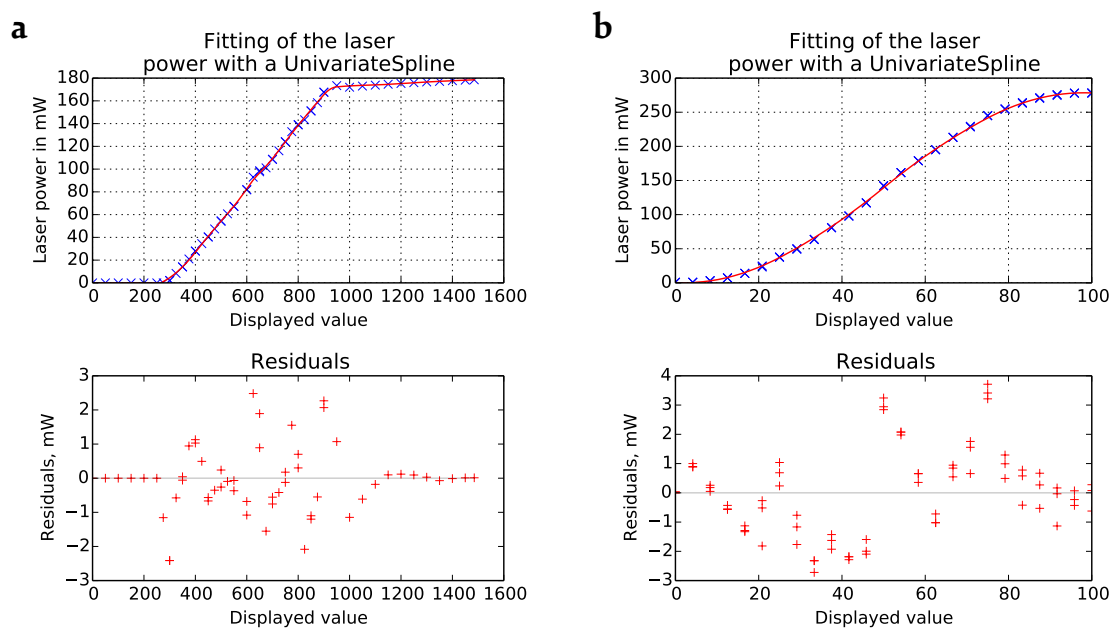 a
Fitting of the laser
power with a UnivariateSpline
Laser power in mW
180
160
140
120
100
80
60
40
20
0
0 200 400 600 800 1000 1200 1400 1600
Displayed value
Residuals
Residuals, mW
3
2
1
0
−1
−2
−3
0 200 400 600 800 1000 1200 1400 1600
Displayed value
b
Fitting of the laser
power with a UnivariateSpline
Laser power in mW
300
250
200
150
100
50
0
0 20 40 60 80 100
Displayed value
Residuals
Residuals, mW
4
3
2
1
0
−1
−2
−3
0 20 40 60 80 100
Displayed value